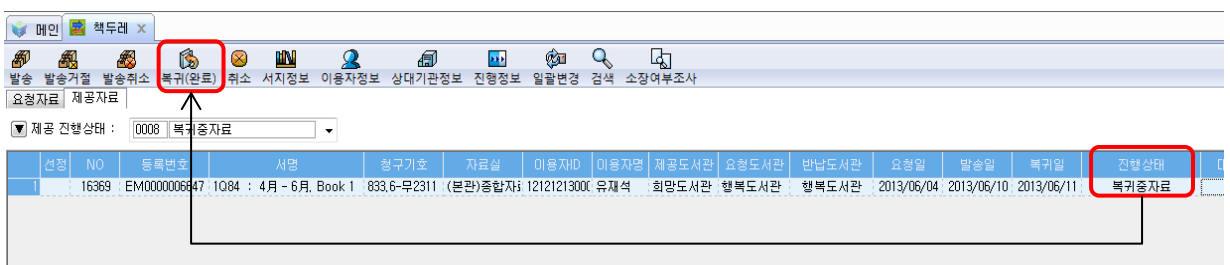 메인 책두레 X
발송 발송거절 발송취소 복귀(완료) 취소 서지정보 이용자정보 상대기관정보 진행정보 일괄변경 검색 소장여부조사
요청자료 제공자료
제공 진행상태 : 0008 복귀중자료
선정 NO 등록번호 서명 청구기호 자료실 이용자ID 이용자명 제공도서관 요청도서관 반납도서관 요청일 발송일 복귀일 진행상태
1 16369 EM0000006647 1Q84 : 4月 - 6月, Book 1 833.6-무2311 (본관)종합자 1212121300 유재석 희망도서관 행복도서관 행복도서관 2013/06/04 2013/06/10 2013/06/11 복귀중자료